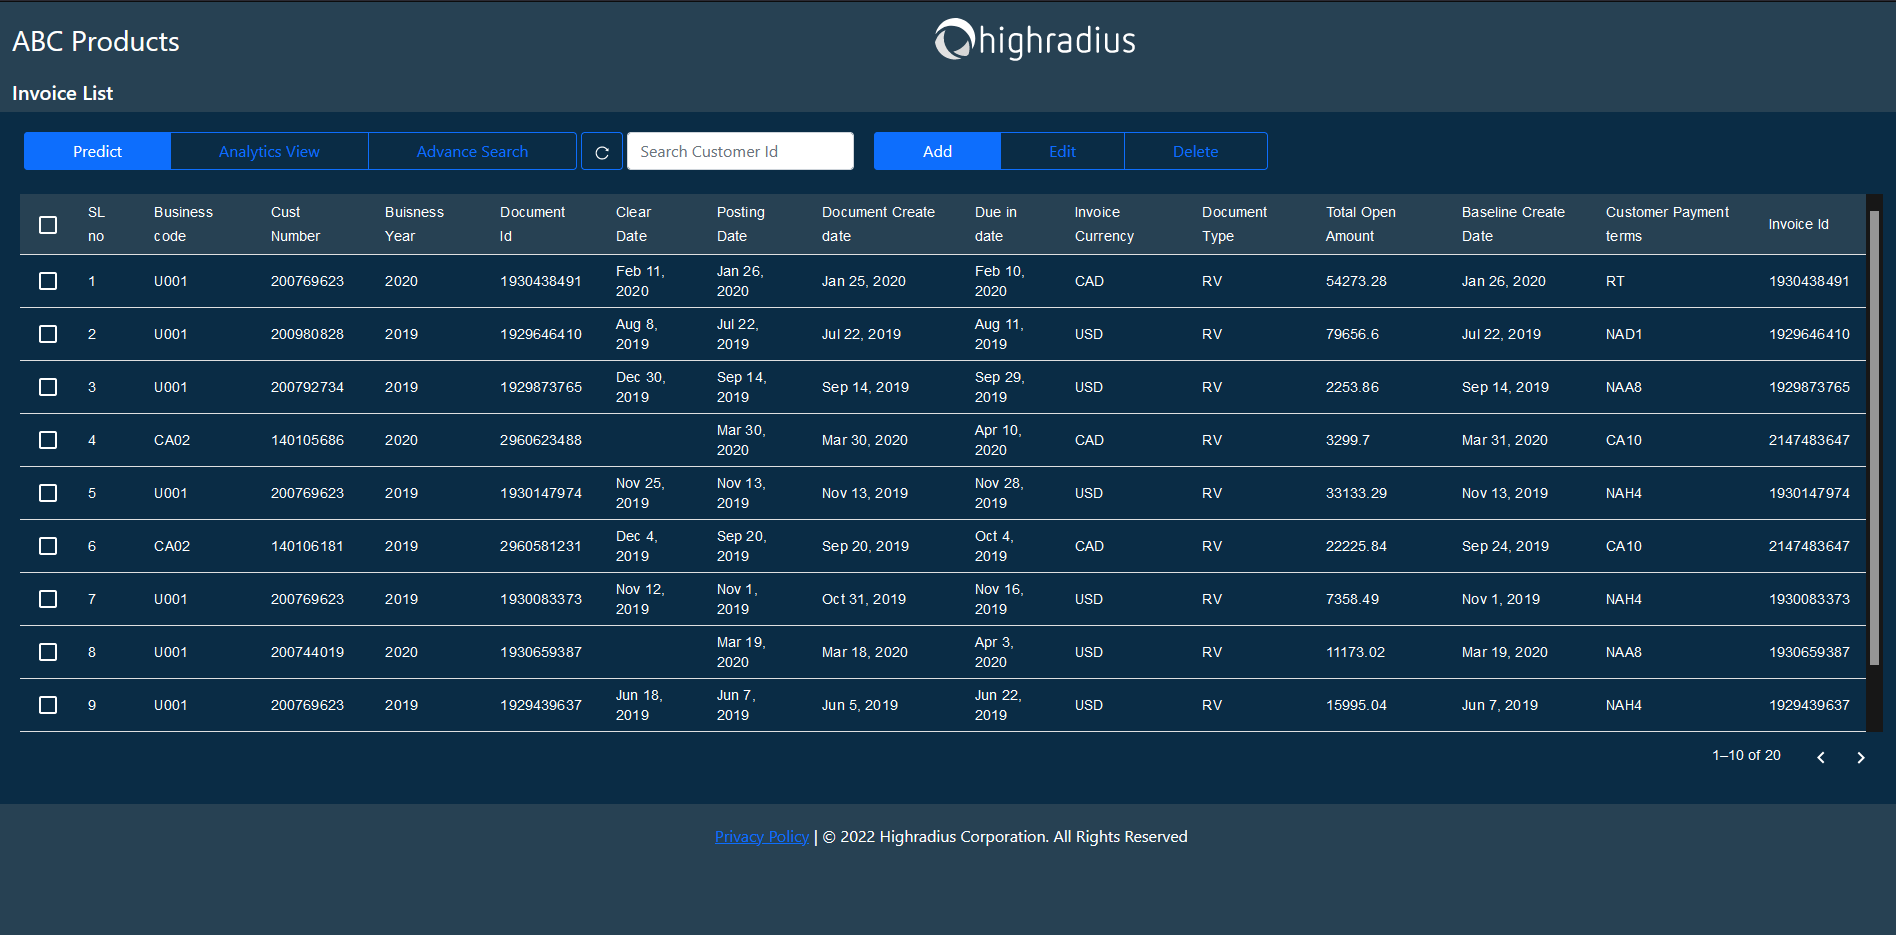 ABC Products
highradius
Invoice List
Predict Analytics View Advance Search Search Customer Id Add Edit Delete
SL no Business code Cust Number Buisness Year Document Id Clear Date Posting Date Document Create date Due in date Invoice Currency Document Type Total Open Amount Baseline Create Date Customer Payment terms Invoice Id
1 U001 200769623 2020 1930438491 Feb 11, 2020 Jan 26, 2020 Jan 25, 2020 Feb 10, 2020 CAD RV 54273.28 Jan 26, 2020 RT 1930438491
2 U001 200980828 2019 1929646410 Aug 8, 2019 Jul 22, 2019 Jul 22, 2019 Aug 11, 2019 USD RV 79656.6 Jul 22, 2019 NAD1 1929646410
3 U001 200792734 2019 1929873765 Dec 30, 2019 Sep 14, 2019 Sep 14, 2019 Sep 29, 2019 USD RV 2253.86 Sep 14, 2019 NAA8 1929873765
4 CA02 140105686 2020 2960623488 Mar 30, 2020 Mar 30, 2020 Apr 10, 2020 CAD RV 3299.7 Mar 31, 2020 CA10 2147483647
5 U001 200769623 2019 1930147974 Nov 25, 2019 Nov 13, 2019 Nov 13, 2019 Nov 28, 2019 USD RV 33133.29 Nov 13, 2019 NAH4 1930147974
6 CA02 140106181 2019 2960581231 Dec 4, 2019 Sep 20, 2019 Sep 20, 2019 Oct 4, 2019 CAD RV 22225.84 Sep 24, 2019 CA10 2147483647
7 U001 200769623 2019 1930083373 Nov 12, 2019 Nov 1, 2019 Oct 31, 2019 Nov 16, 2019 USD RV 7358.49 Nov 1, 2019 NAH4 1930083373
8 U001 200744019 2020 1930659387 Mar 19, 2020 Mar 18, 2020 Apr 3, 2020 USD RV 11173.02 Mar 19, 2020 NAA8 1930659387
9 U001 200769623 2019 1929439637 Jun 18, 2019 Jun 7, 2019 Jun 5, 2019 Jun 22, 2019 USD RV 15995.04 Jun 7, 2019 NAH4 1929439637
1–10 of 20
Privacy Policy | © 2022 Highradius Corporation. All Rights Reserved